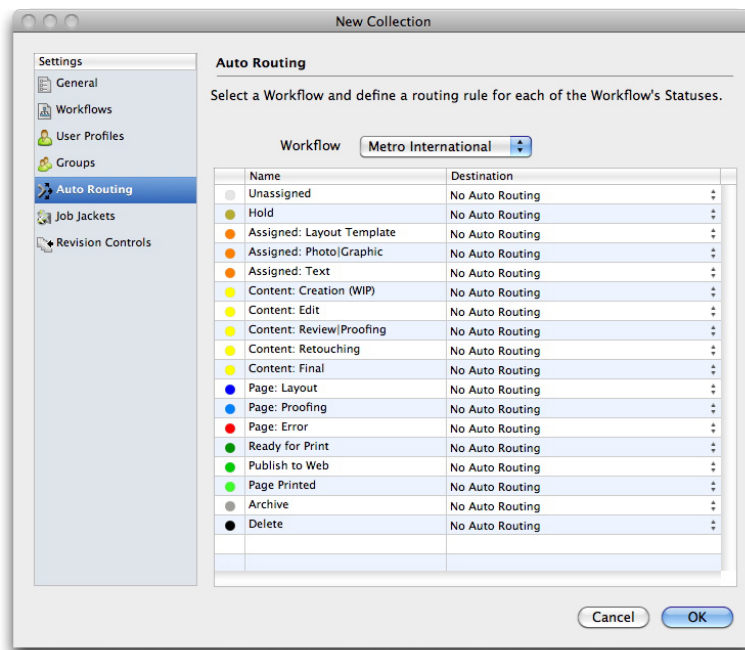 New Collection
Settings
General
Workflows
User Profiles
Groups
Auto Routing
Job Jackets
Revision Controls
Auto Routing
Select a Workflow and define a routing rule for each of the Workflow's Statuses.
Workflow Metro International
Name Destination
Unassigned No Auto Routing
Hold No Auto Routing
Assigned: Layout Template No Auto Routing
Assigned: Photo|Graphic No Auto Routing
Assigned: Text No Auto Routing
Content: Creation (WIP) No Auto Routing
Content: Edit No Auto Routing
Content: Review|Proofing No Auto Routing
Content: Retouching No Auto Routing
Content: Final No Auto Routing
Page: Layout No Auto Routing
Page: Proofing No Auto Routing
Page: Error No Auto Routing
Ready for Print No Auto Routing
Publish to Web No Auto Routing
Page Printed No Auto Routing
Archive No Auto Routing
Delete No Auto Routing
Cancel OK